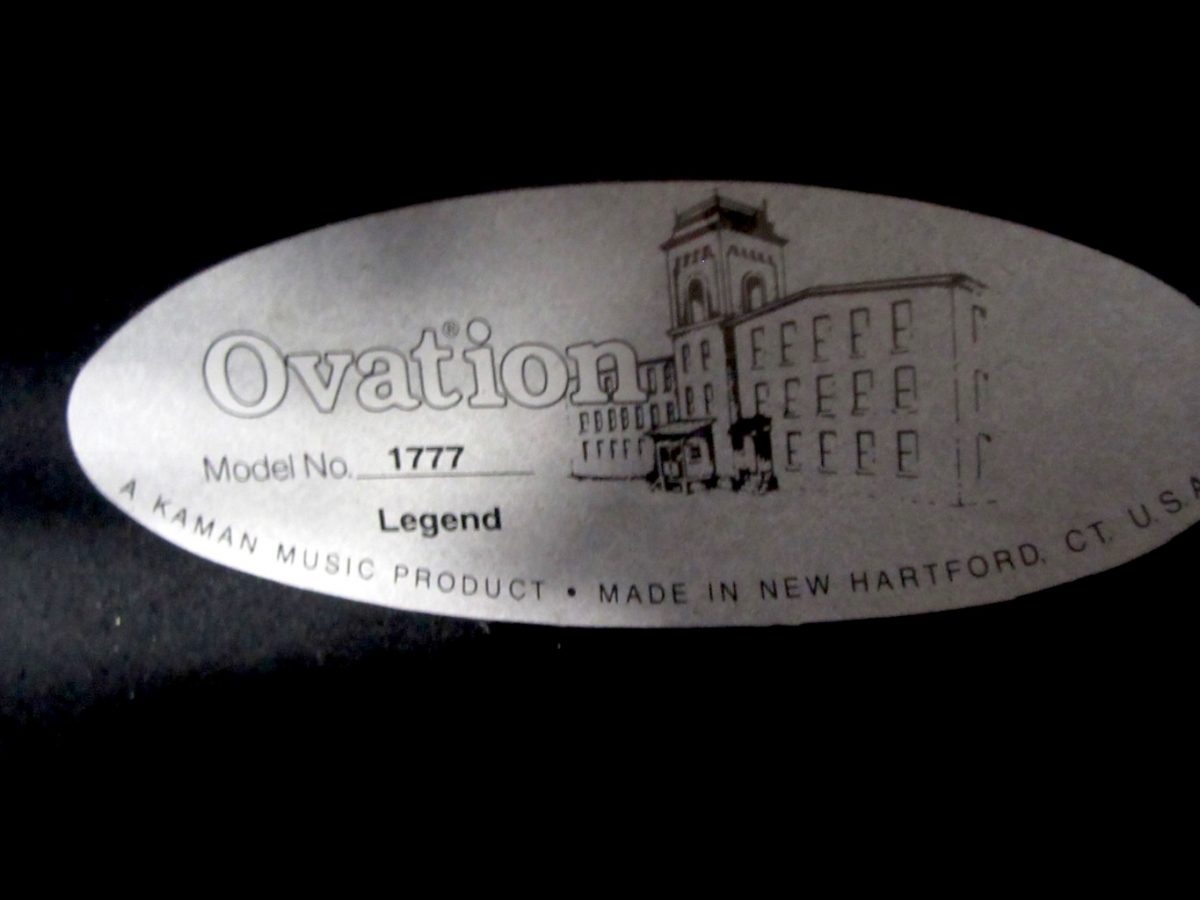 Ovation®
Model No. 1777
Legend
A KAMAN MUSIC PRODUCT • MADE IN NEW HARTFORD, CT. U.S.A